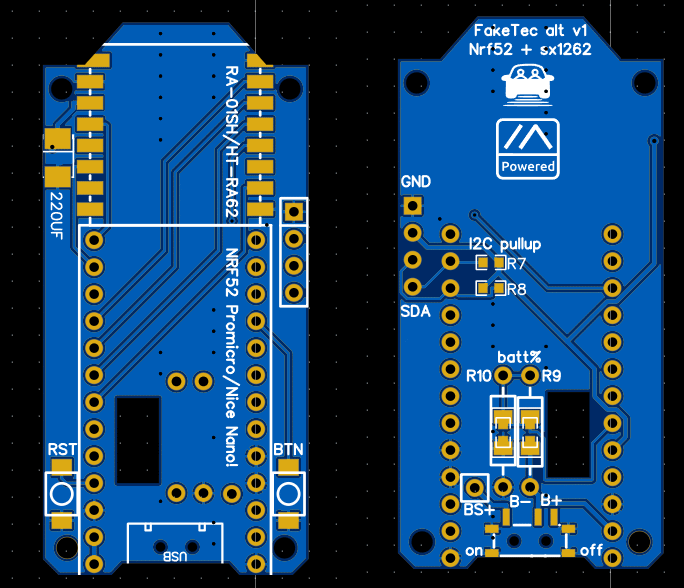 RA-01SH/HT-RA62
220UF
NRF52 Promicro/Nice Nano!
RST
BTN
USB
FakeTec alt v1
Nrf52 + sx1262
Powered
GND
I2C pullup
R7
R8
SDA
batt%
R10 R9
BS+ B- B+
on off